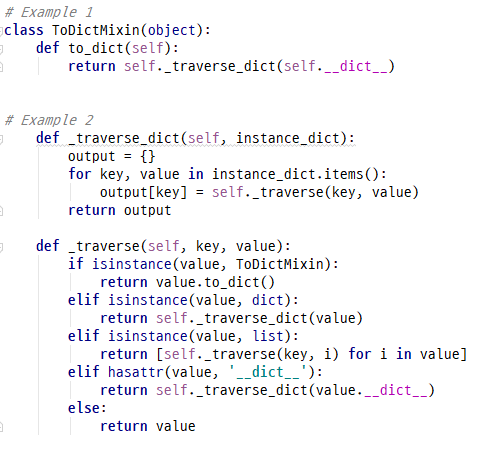 # Example 1
class ToDictMixin(object):
    def to_dict(self):
        return self._traverse_dict(self.__dict__)
# Example 2
    def _traverse_dict(self, instance_dict):
        output = {}
        for key, value in instance_dict.items():
            output[key] = self._traverse(key, value)
        return output
    def _traverse(self, key, value):
        if isinstance(value, ToDictMixin):
            return value.to_dict()
        elif isinstance(value, dict):
            return self._traverse_dict(value)
        elif isinstance(value, list):
            return [self._traverse(key, i) for i in value]
        elif hasattr(value, '__dict__'):
            return self._traverse_dict(value.__dict__)
        else:
            return value